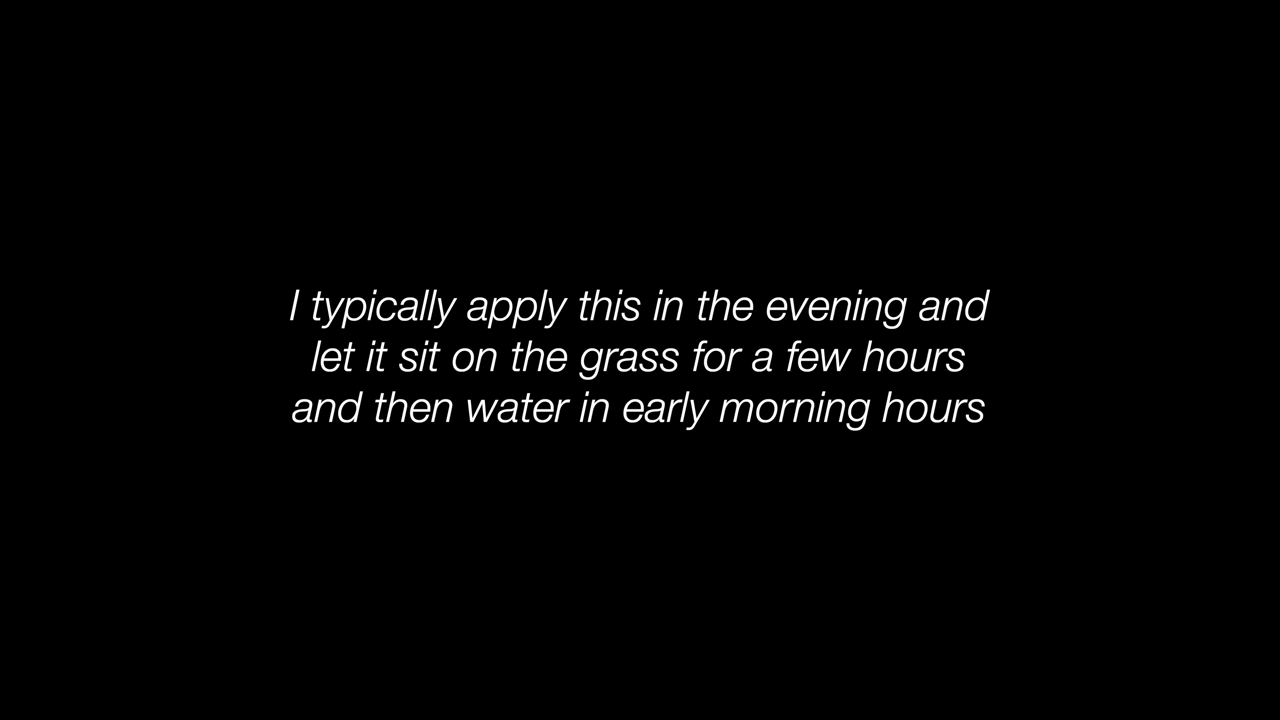 I typically apply this in the evening and
let it sit on the grass for a few hours
and then water in early morning hours